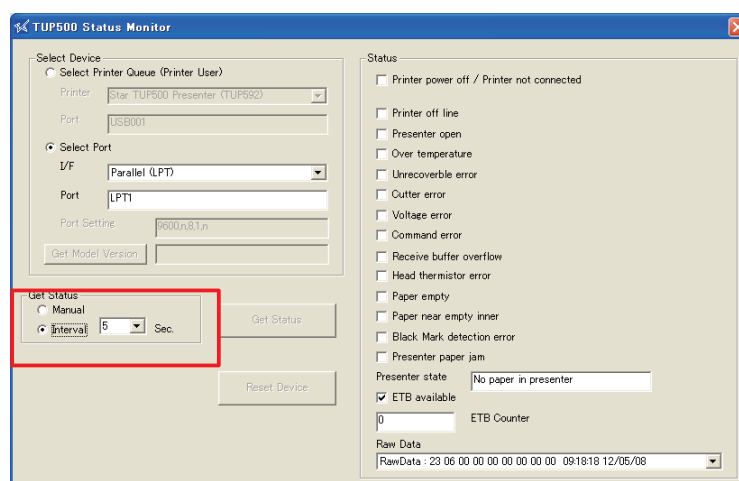 TUP500 Status Monitor
Select Device
Select Printer Queue (Printer User)
Printer
Star TUP500 Presenter (TUP592)
Port
USB001
Select Port
I/F
Parallel (LPT)
Port
LPT1
Port Setting
9600,n,8,1,n
Get Model Version
Get Status
Manual
Interval
5
Sec.
Get Status
Reset Device
Status
Printer power off / Printer not connected
Printer off line
Presenter open
Over temperature
Unrecoverble error
Cutter error
Voltage error
Command error
Receive buffer overflow
Head thermistor error
Paper empty
Paper near empty inner
Black Mark detection error
Presenter paper jam
Presenter state
No paper in presenter
ETB available
0
ETB Counter
Raw Data
RawData : 23 06 00 00 00 00 00 00 00  09:18:18 12/05/08